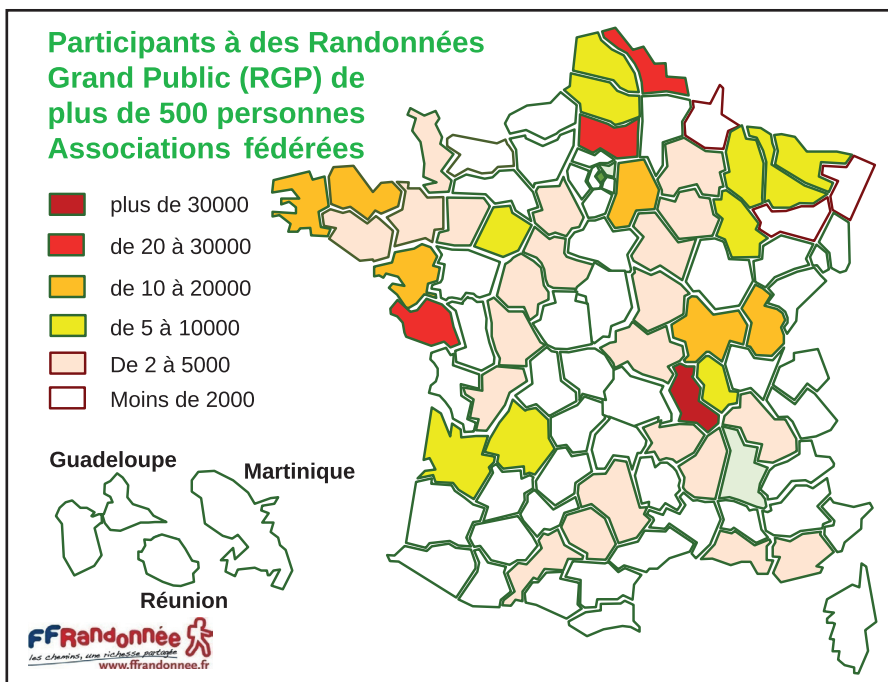 Participants à des Randonnées
Grand Public (RGP) de
plus de 500 personnes
Associations fédérées
plus de 30000
de 20 à 30000
de 10 à 20000
de 5 à 10000
De 2 à 5000
Moins de 2000
Guadeloupe
Martinique
Réunion
FFRandonnée
les chemins, une richesse partagée
www.ffrandonnee.fr